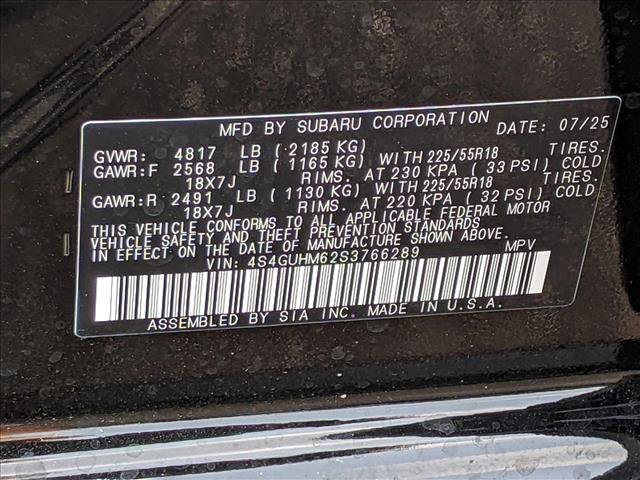 MFD BY SUBARU CORPORATION DATE: 07/25
GVWR: 4817 LB ( 2185 KG) TIRES.
GAWR:F 2568 LB ( 1165 KG) WITH 225/55R18
18X7J RIMS. AT 230 KPA ( 33 PSI) COLD
GAWR:R 2491 LB ( 1130 KG) WITH 225/55R18 TIRES.
18X7J RIMS. AT 220 KPA ( 32 PSI) COLD
THIS VEHICLE CONFORMS TO ALL APPLICABLE FEDERAL MOTOR
VEHICLE SAFETY AND THEFT PREVENTION STANDARDS
IN EFFECT ON THE DATE OF MANUFACTURE SHOWN ABOVE.
VIN: 4S4GUHM62S3766289 MPV
ASSEMBLED BY SIA INC. MADE IN U.S.A.